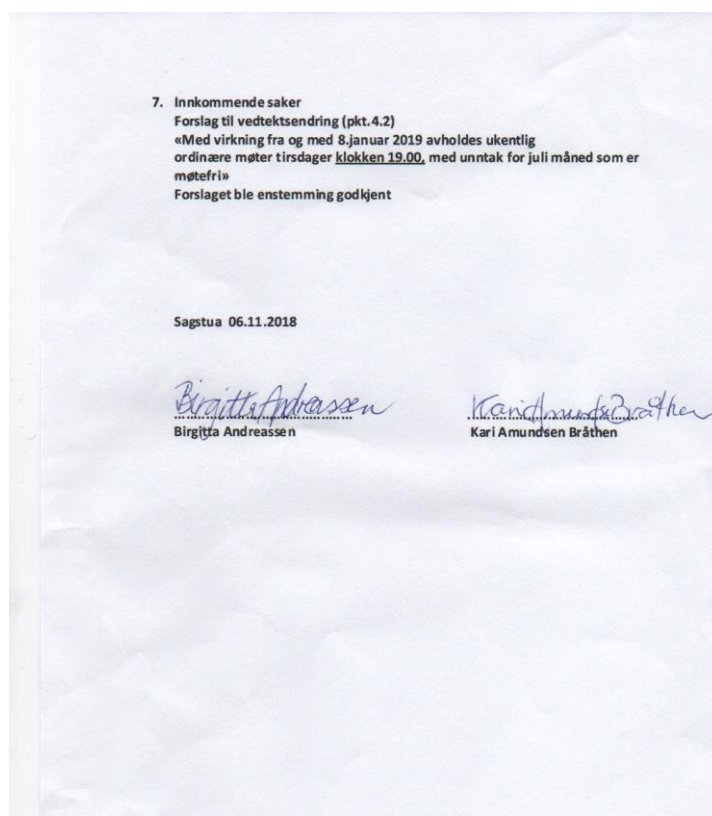 7. Innkommende saker
Forslag til vedtektsendring (pkt.4.2)
«Med virkning fra og med 8.januar 2019 avholdes ukentlig
ordinære møter tirsdager klokken 19.00, med unntak for juli måned som er
møtefri»
Forslaget ble enstemming godkjent
Sagstua 06.11.2018
Birgitta Andreassen Kari Amundsen Bråthen
Birgitta Andreassen Kari Amundsen Bråthen